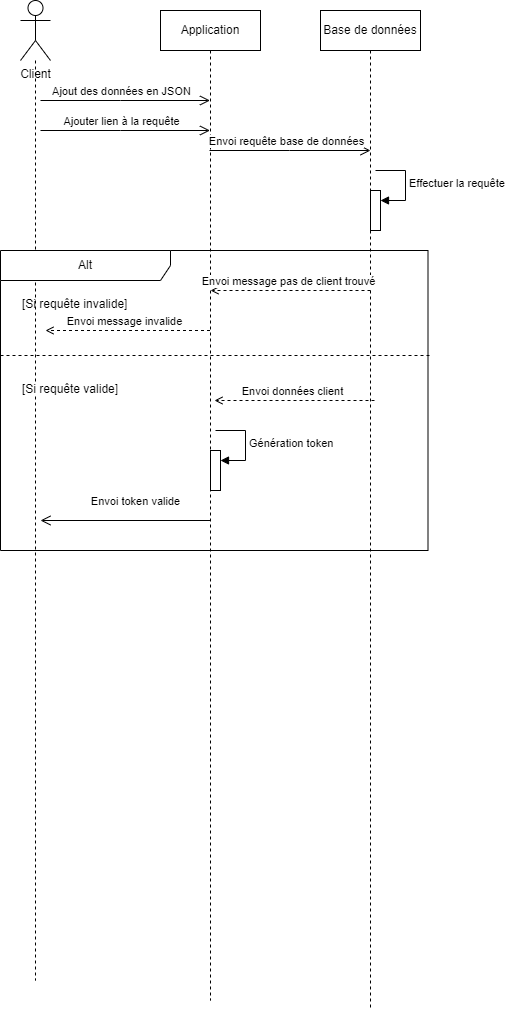 Application
Base de données
Client
Ajout des données en JSON
Ajouter lien à la requête
Envoi requête base de données
Effectuer la requête
Alt
Envoi message pas de client trouvé
[Si requête invalide]
Envoi message invalide
[Si requête valide]
Envoi données client
Génération token
Envoi token valide